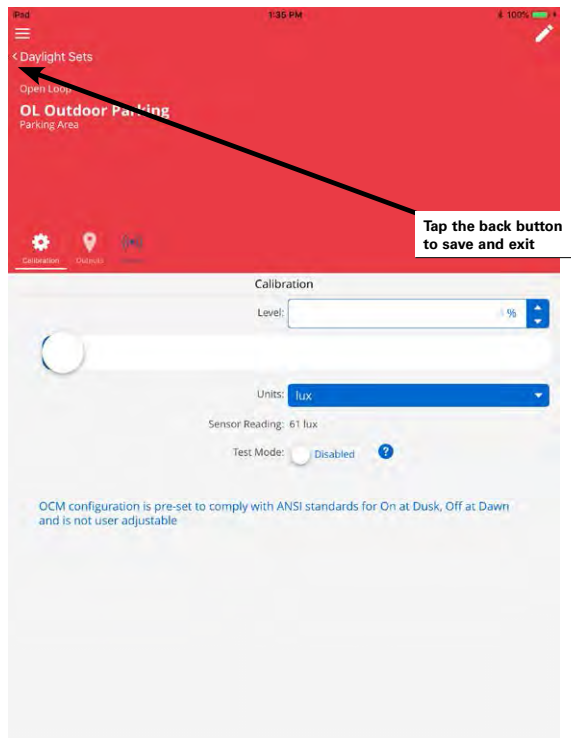 iPad
1:35 PM
100%
Daylight Sets
Open Loop
OL Outdoor Parking
Parking Area
Tap the back button
to save and exit
Calibration
Outputs
Calibration
Level:
%
Units:
lux
Sensor Reading: 61 lux
Test Mode:
Disabled
?
OCM configuration is pre-set to comply with ANSI standards for On at Dusk, Off at Dawn
and is not user adjustable